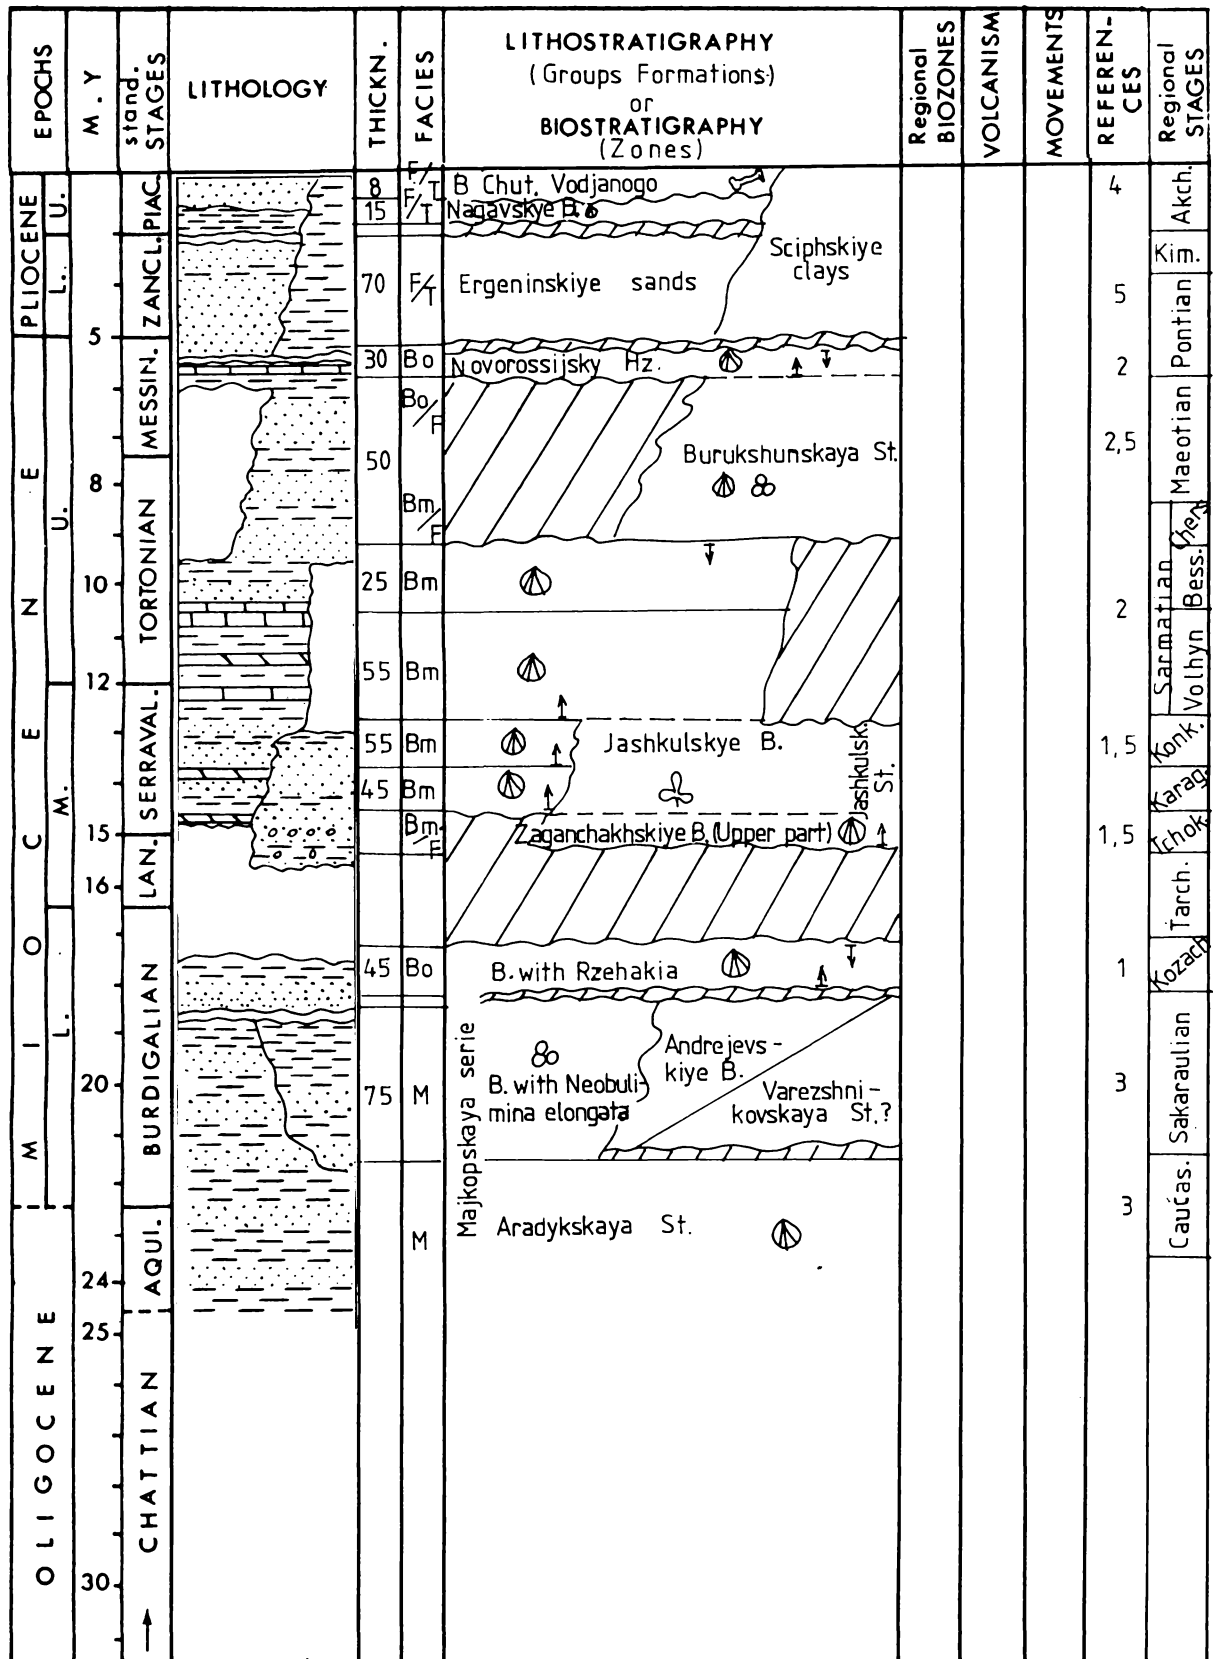 EPOCHS
M.Y
stand.
STAGES
LITHOLOGY
THICKN.
FACIES
LITHOSTRATIGRAPHY
(Groups Formations)
or
BIOSTRATIGRAPHY
(Zones)
Regional
BIOZONES
VOLCANISM
MOVEMENTS
REFEREN-
CES
Regional
STAGES
PLIOCENE
U.
L.
MIOCENE
U.
M.
L.
OLIGOCENE
5
8
10
12
15
16
20
24
25
30
PIAC.
ZANCL.
MESSIN.
TORTONIAN
SERRAVAL.
LAN.
BURDIGALIAN
AQUI.
CHATTIAN
8
15
70
30
50
25
55
55
45
45
75
F/T
F/T
F/T
Bo
Bo/F
Bm/F
Bm
Bm
Bm
Bm
Bm/F
Bo
M
M
B Chut. Vodjanogo
Nagavskye B.
Sciphskiye
clays
Ergeninskiye sands
Novorossijsky Hz.
Burukshunskaya St.
Jashkulskye B.
Jashkulsk.
St.
Zaganchakhskiye B. (Upper part)
B. with Rzehakia
Majkopskaya serie
Andrejevs-
kiye B.
B. with Neobuli-
mina elongata
Varezshni-
kovskaya St.?
Aradykskaya St.
4
5
2
2,5
2
1,5
1,5
1
3
3
Akch.
Kim.
Pontian
Maeotian
Sarmatian
Chers.
Bess.
Volhyn
Konk.
Karag.
Tchok.
Tarch.
Kozach.
Sakaraulian
Caucas.